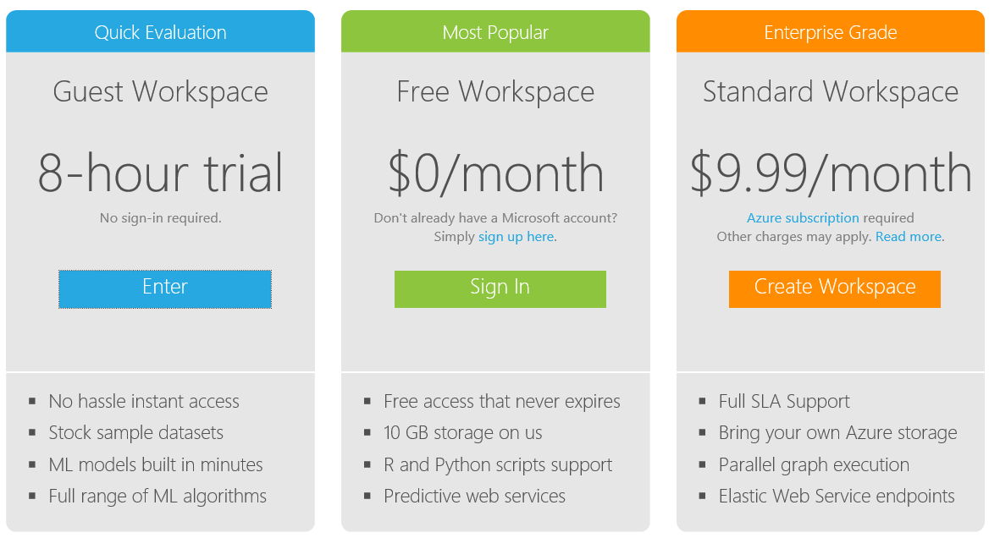 Quick Evaluation
Guest Workspace
8-hour trial
No sign-in required.
Enter
No hassle instant access
Stock sample datasets
ML models built in minutes
Full range of ML algorithms
Most Popular
Free Workspace
$0/month
Don't already have a Microsoft account?
Simply sign up here.
Sign In
Free access that never expires
10 GB storage on us
R and Python scripts support
Predictive web services
Enterprise Grade
Standard Workspace
$9.99/month
Azure subscription required
Other charges may apply. Read more.
Create Workspace
Full SLA Support
Bring your own Azure storage
Parallel graph execution
Elastic Web Service endpoints